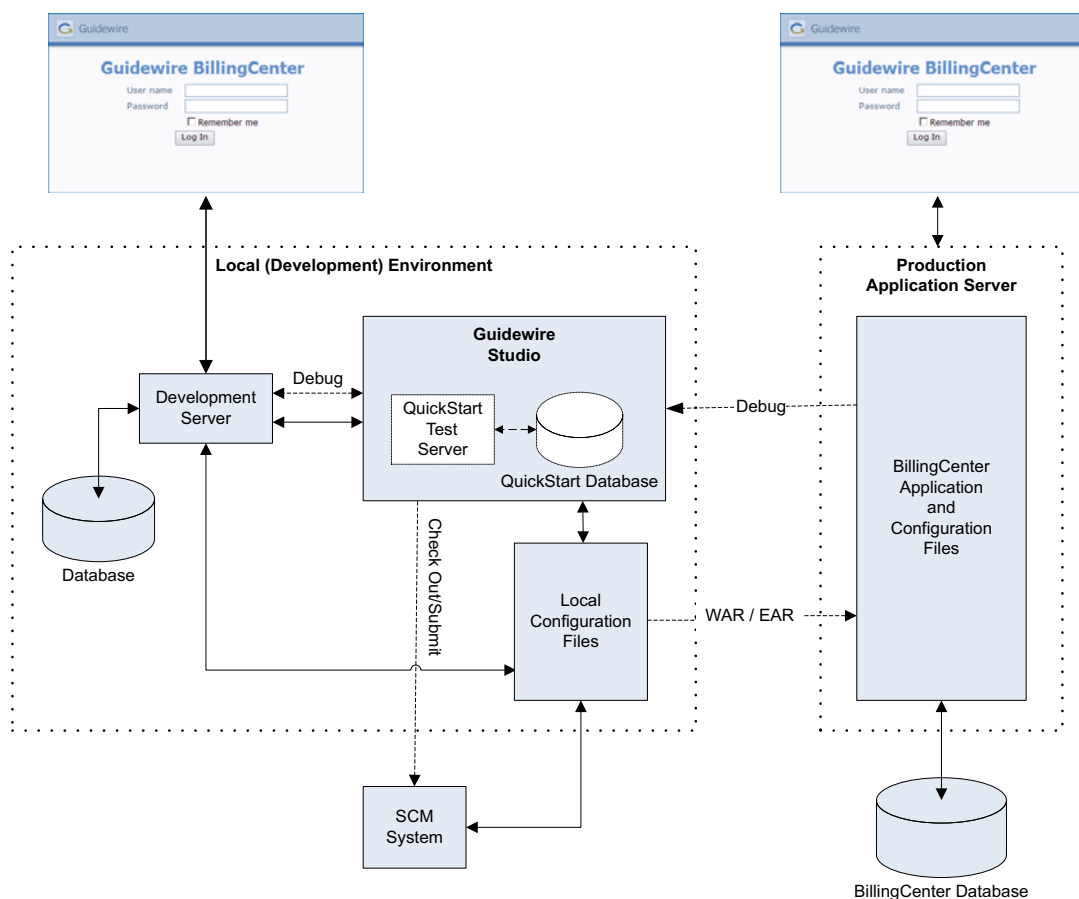 Guidewire
Guidewire BillingCenter
User name
Password
Remember me
Log In
Guidewire
Guidewire BillingCenter
User name
Password
Remember me
Log In
Local (Development) Environment
Production
Application Server
Guidewire
Studio
Debug
Development
Server
QuickStart
Test
Server
QuickStart Database
Debug
BillingCenter
Application
and
Configuration
Files
Database
Check Out/Submit
Local
Configuration
Files
WAR / EAR
SCM
System
BillingCenter Database